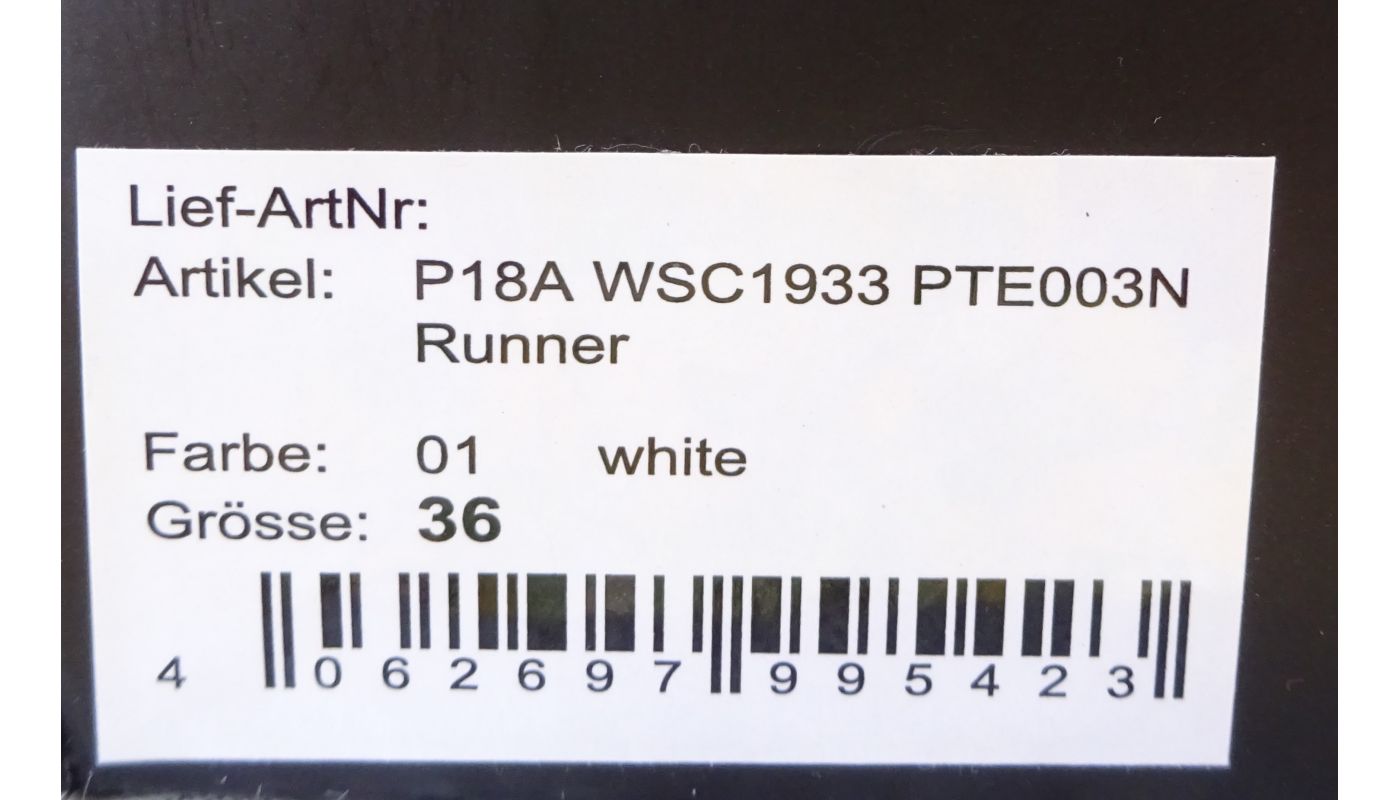 Lief-ArtNr:
Artikel: P18A WSC1933 PTE003N
Runner
Farbe: 01 white
Grösse: 36
4 062697 995423